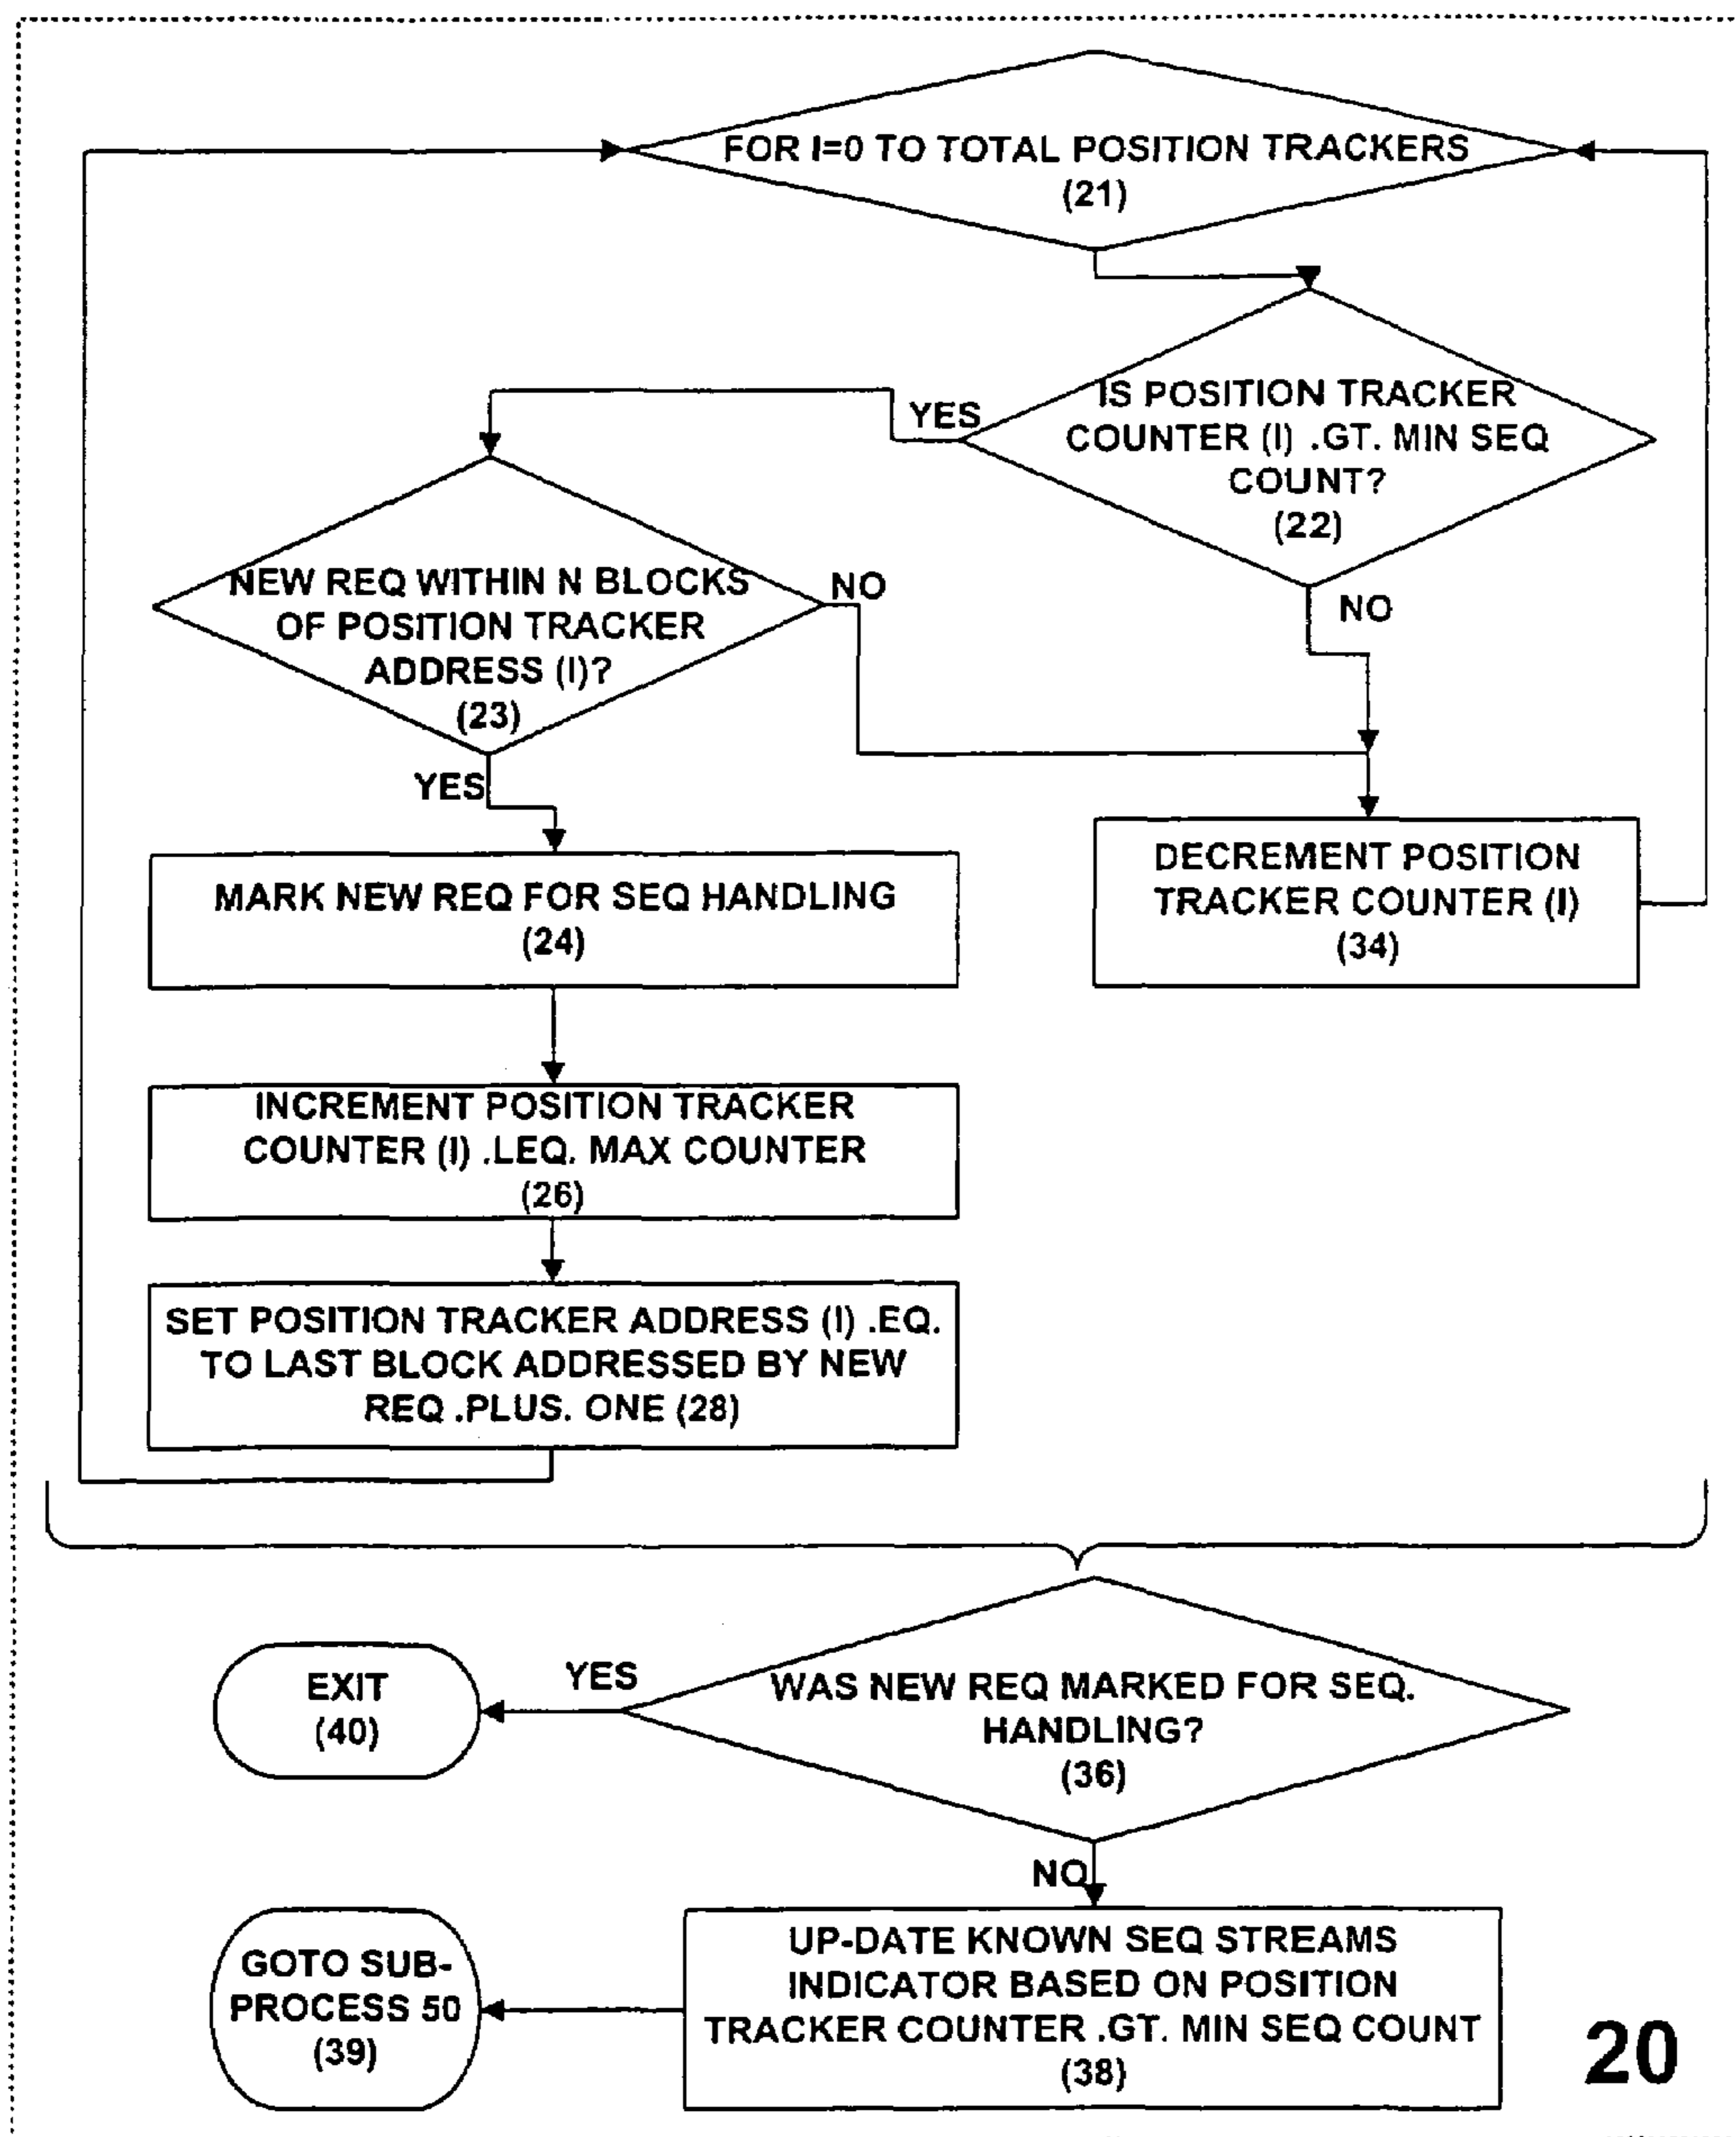 FOR I=0 TO TOTAL POSITION TRACKERS
(21)
IS POSITION TRACKER
COUNTER (I) .GT. MIN SEQ
COUNT?
(22)
YES
NO
NEW REQ WITHIN N BLOCKS
OF POSITION TRACKER
ADDRESS (I)?
(23)
NO
YES
MARK NEW REQ FOR SEQ HANDLING
(24)
DECREMENT POSITION
TRACKER COUNTER (I)
(34)
INCREMENT POSITION TRACKER
COUNTER (I) .LEQ. MAX COUNTER
(26)
SET POSITION TRACKER ADDRESS (I) .EQ.
TO LAST BLOCK ADDRESSED BY NEW
REQ .PLUS. ONE (28)
WAS NEW REQ MARKED FOR SEQ.
HANDLING?
(36)
YES
EXIT
(40)
NO
UP-DATE KNOWN SEQ STREAMS
INDICATOR BASED ON POSITION
TRACKER COUNTER .GT. MIN SEQ COUNT
(38)
GOTO SUB-
PROCESS 50
(39)
20